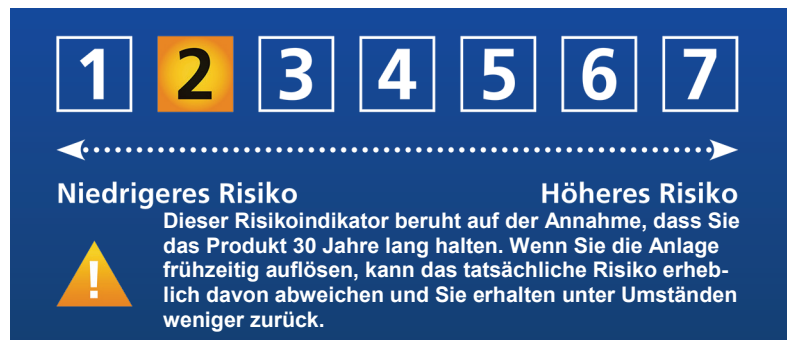 1 2 3 4 5 6 7
Niedrigeres Risiko Höheres Risiko
Dieser Risikoindikator beruht auf der Annahme, dass Sie
das Produkt 30 Jahre lang halten. Wenn Sie die Anlage
frühzeitig auflösen, kann das tatsächliche Risiko erheb-
lich davon abweichen und Sie erhalten unter Umständen
weniger zurück.
!